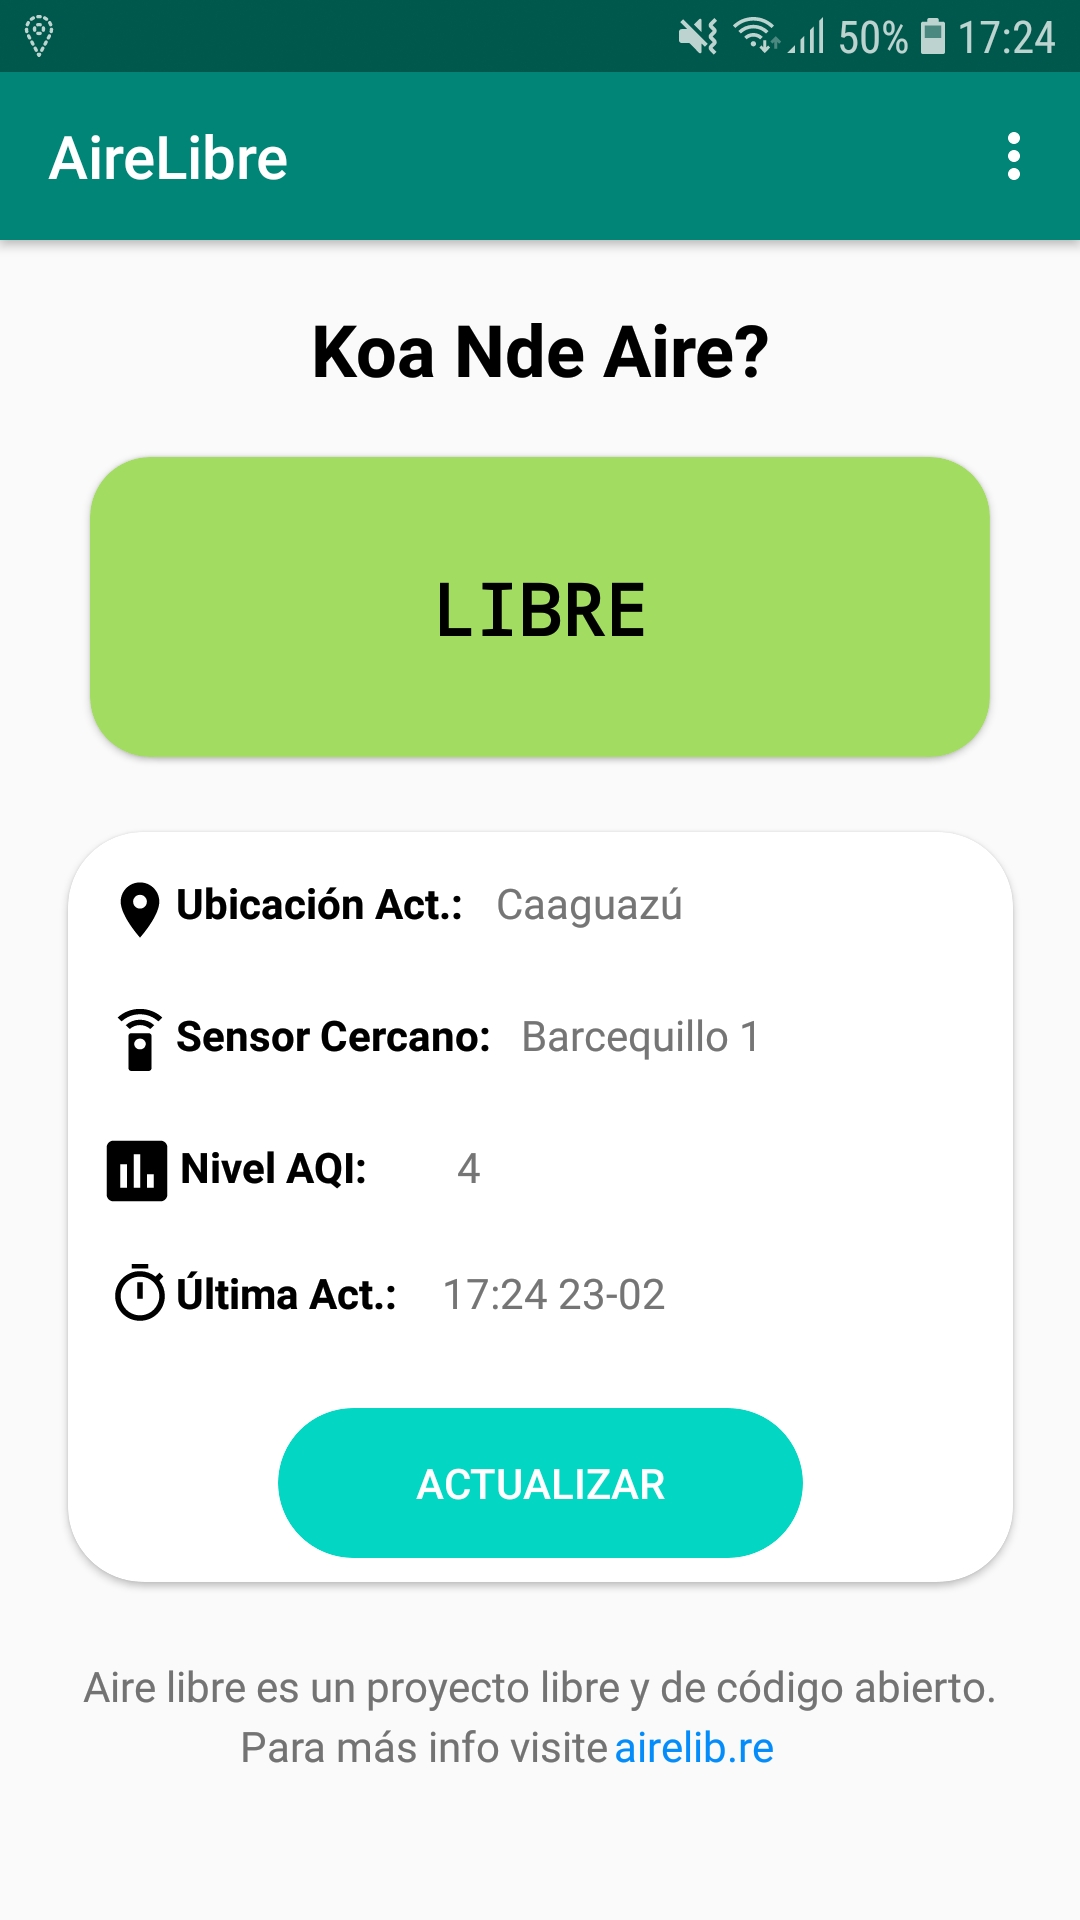 50% 17:24
AireLibre
Koa Nde Aire?
LIBRE
Ubicación Act.: Caaguazú
Sensor Cercano: Barcequillo 1
Nivel AQI: 4
Última Act.: 17:24 23-02
ACTUALIZAR
Aire libre es un proyecto libre y de código abierto.
Para más info visite airelib.re